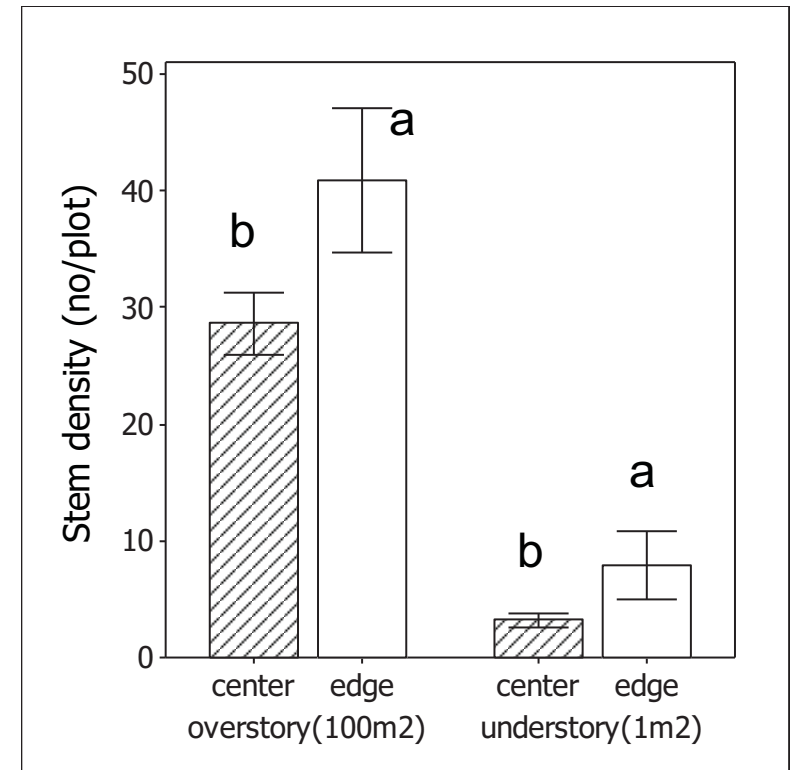 Stem density (no/plot)
50
40
30
20
10
0
a
b
a
b
center edge center edge
overstory(100m2) understory(1m2)